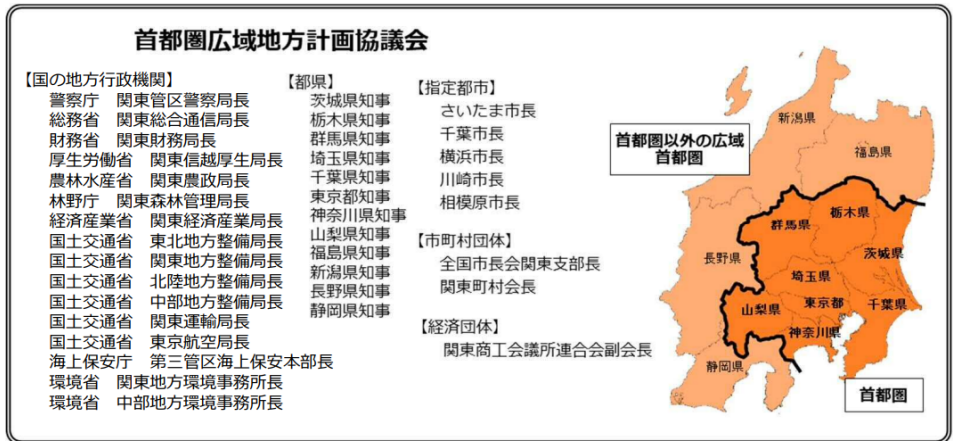 首都圏広域地方計画協議会
【国の地方行政機関】
警察庁　関東管区警察局長
総務省　関東総合通信局長
財務省　関東財務局長
厚生労働省　関東信越厚生局長
農林水産省　関東農政局長
林野庁　関東森林管理局長
経済産業省　関東経済産業局長
国土交通省　東北地方整備局長
国土交通省　関東地方整備局長
国土交通省　北陸地方整備局長
国土交通省　中部地方整備局長
国土交通省　関東運輸局長
国土交通省　東京航空局長
海上保安庁　第三管区海上保安本部長
環境省　関東地方環境事務所長
環境省　中部地方環境事務所長
【都県】
茨城県知事
栃木県知事
群馬県知事
埼玉県知事
千葉県知事
東京都知事
神奈川県知事
山梨県知事
福島県知事
新潟県知事
長野県知事
静岡県知事
【指定都市】
さいたま市長
千葉市長
横浜市長
川崎市長
相模原市長
【市町村団体】
全国市長会関東支部長
関東町村会長
【経済団体】
関東商工会議所連合会副会長
首都圏以外の広域
首都圏
新潟県
福島県
栃木県
群馬県
茨城県
長野県
埼玉県
山梨県
東京都
千葉県
神奈川県
静岡県
首都圏